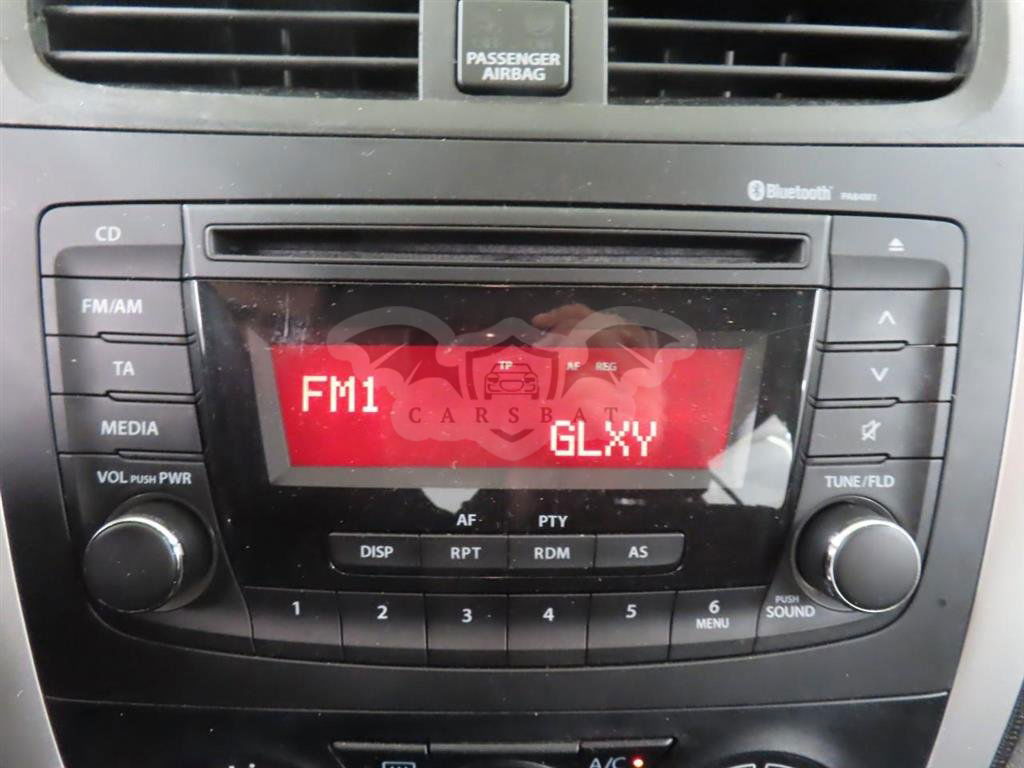 PASSENGER
AIRBAG
Bluetooth
CD
FM/AM
TA
MEDIA
VOL PUSH PWR
TP AF REG
FM1
CARSBAT
GLXY
TUNE/FLD
AF PTY
DISP RPT RDM AS
1 2 3 4 5 6
MENU
PUSH
SOUND
A/C